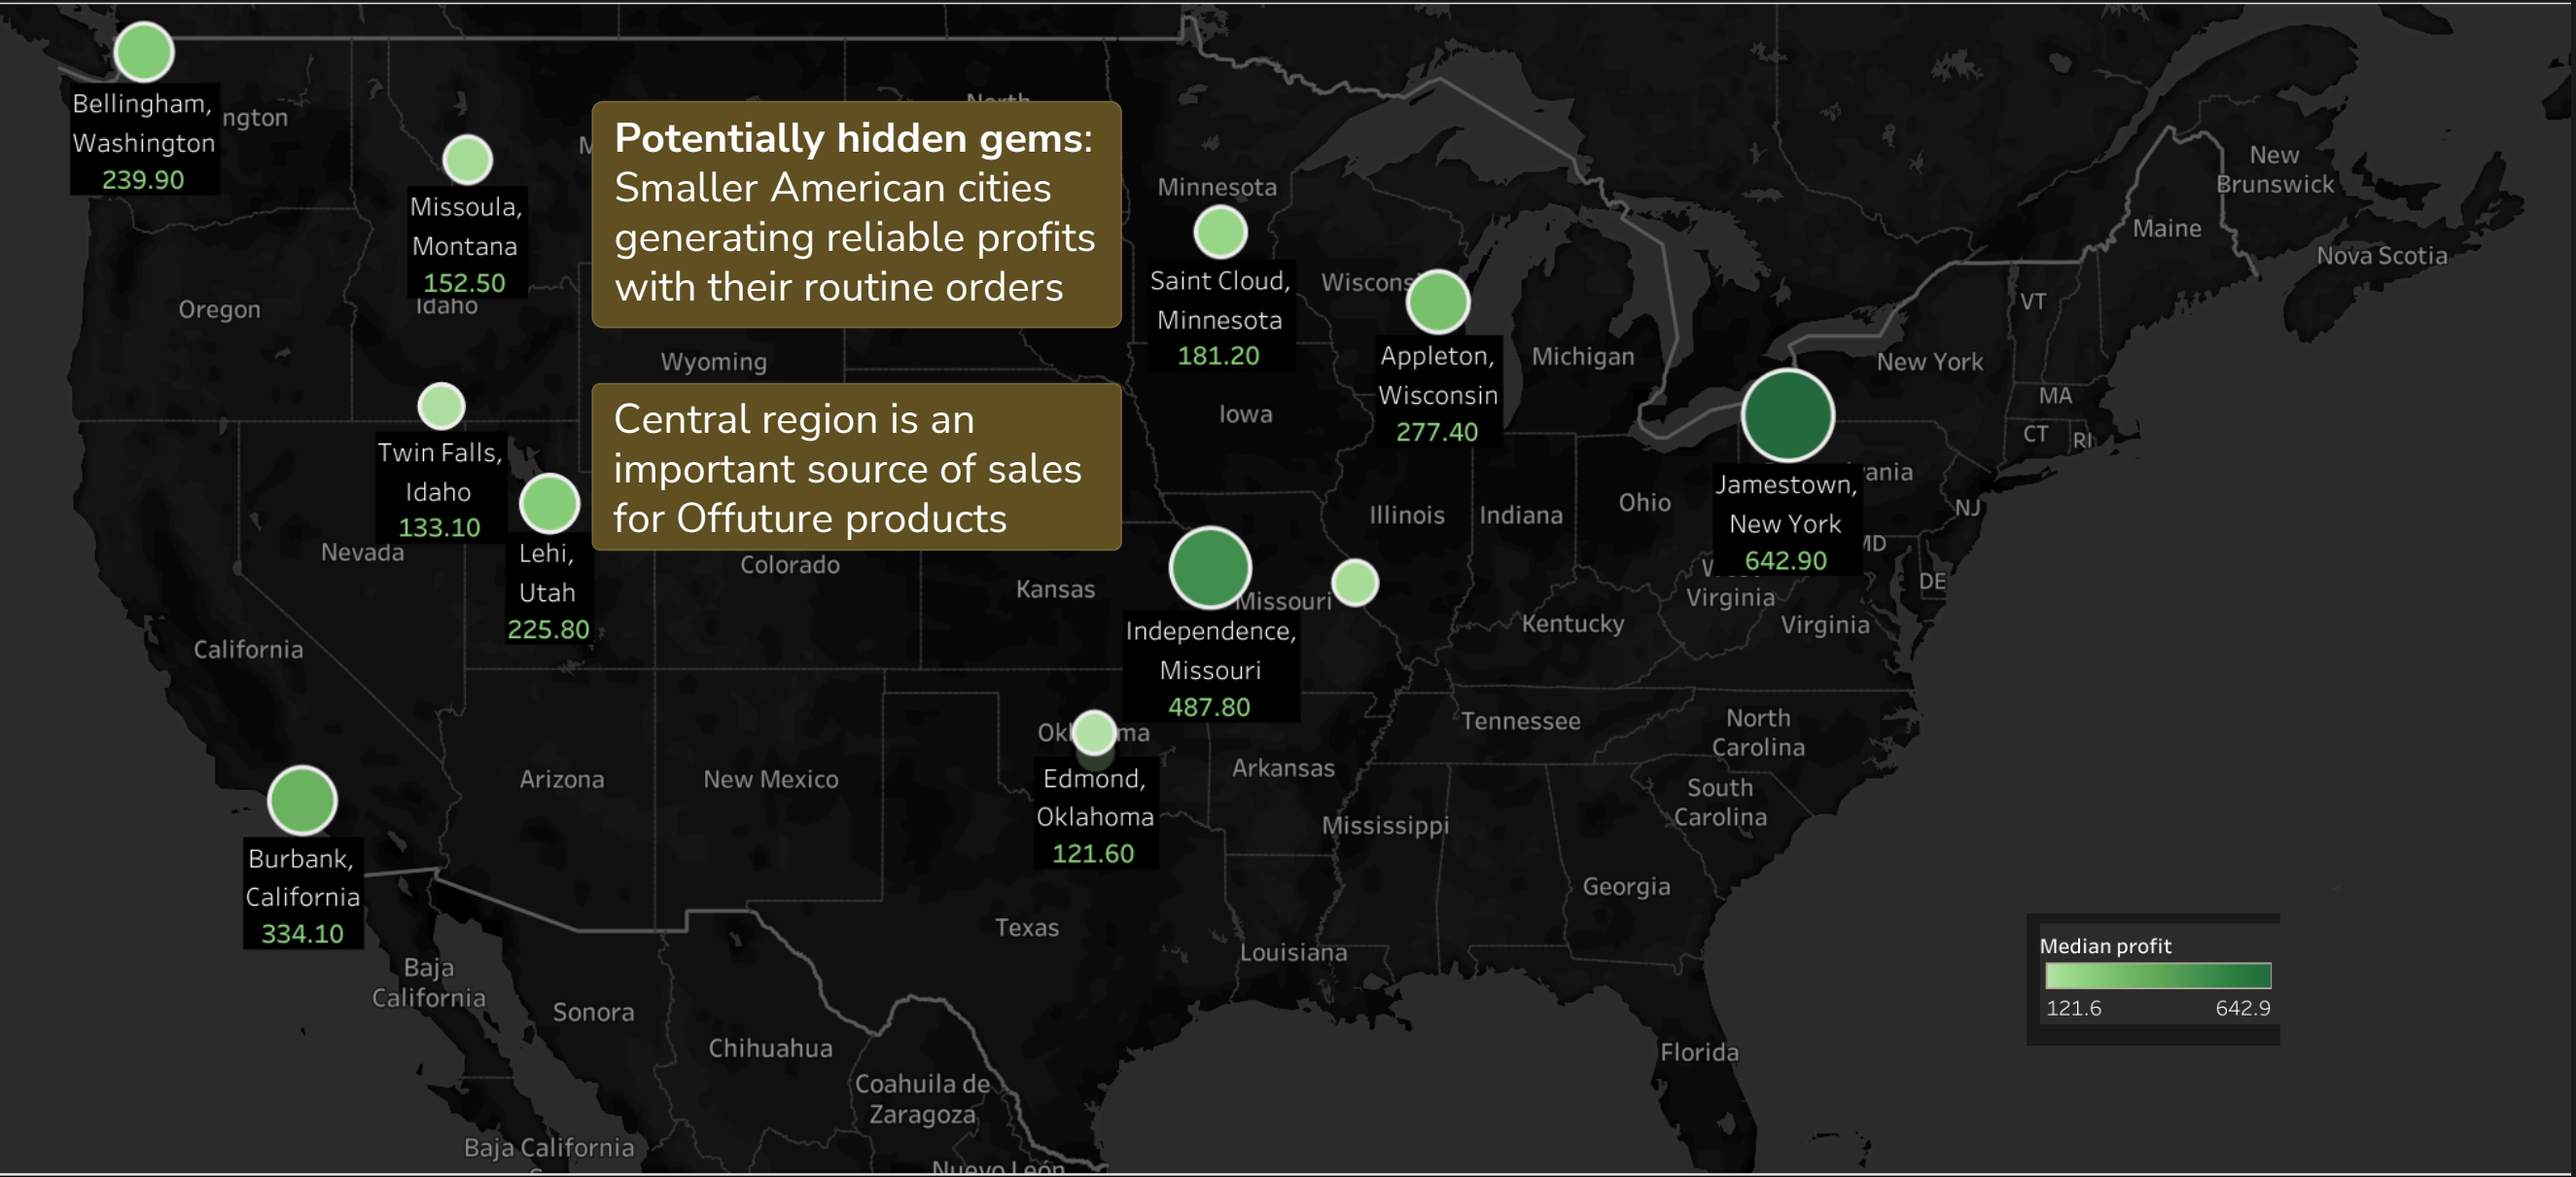 Bellingham,
Washington
239.90
ngton
Missoula,
Montana
152.50
Idaho
Oregon
Potentially hidden gems:
Smaller American cities
generating reliable profits
with their routine orders
Wyoming
Central region is an
important source of sales
for Offuture products
Twin Falls,
Idaho
133.10
Lehi,
Utah
225.80
Nevada
Colorado
Kansas
California
Minnesota
Saint Cloud,
Minnesota
181.20
Appleton,
Wisconsin
277.40
Michigan
Iowa
Illinois
Indiana
Ohio
New
Brunswick
Maine
Nova Scotia
VT
New York
MA
CT
RI
NJ
Jamestown,
New York
642.90
vania
MD
DE
Virginia
Virginia
Missouri
Kentucky
Independence,
Missouri
487.80
Tennessee
North
Carolina
Edmond,
Oklahoma
121.60
Arkansas
South
Carolina
Mississippi
Arizona
New Mexico
Burbank,
California
334.10
Texas
Louisiana
Georgia
Florida
Baja
California
Sonora
Chihuahua
Coahuila de
Zaragoza
Baja California
Nuevo León
Median profit
121.6 642.9